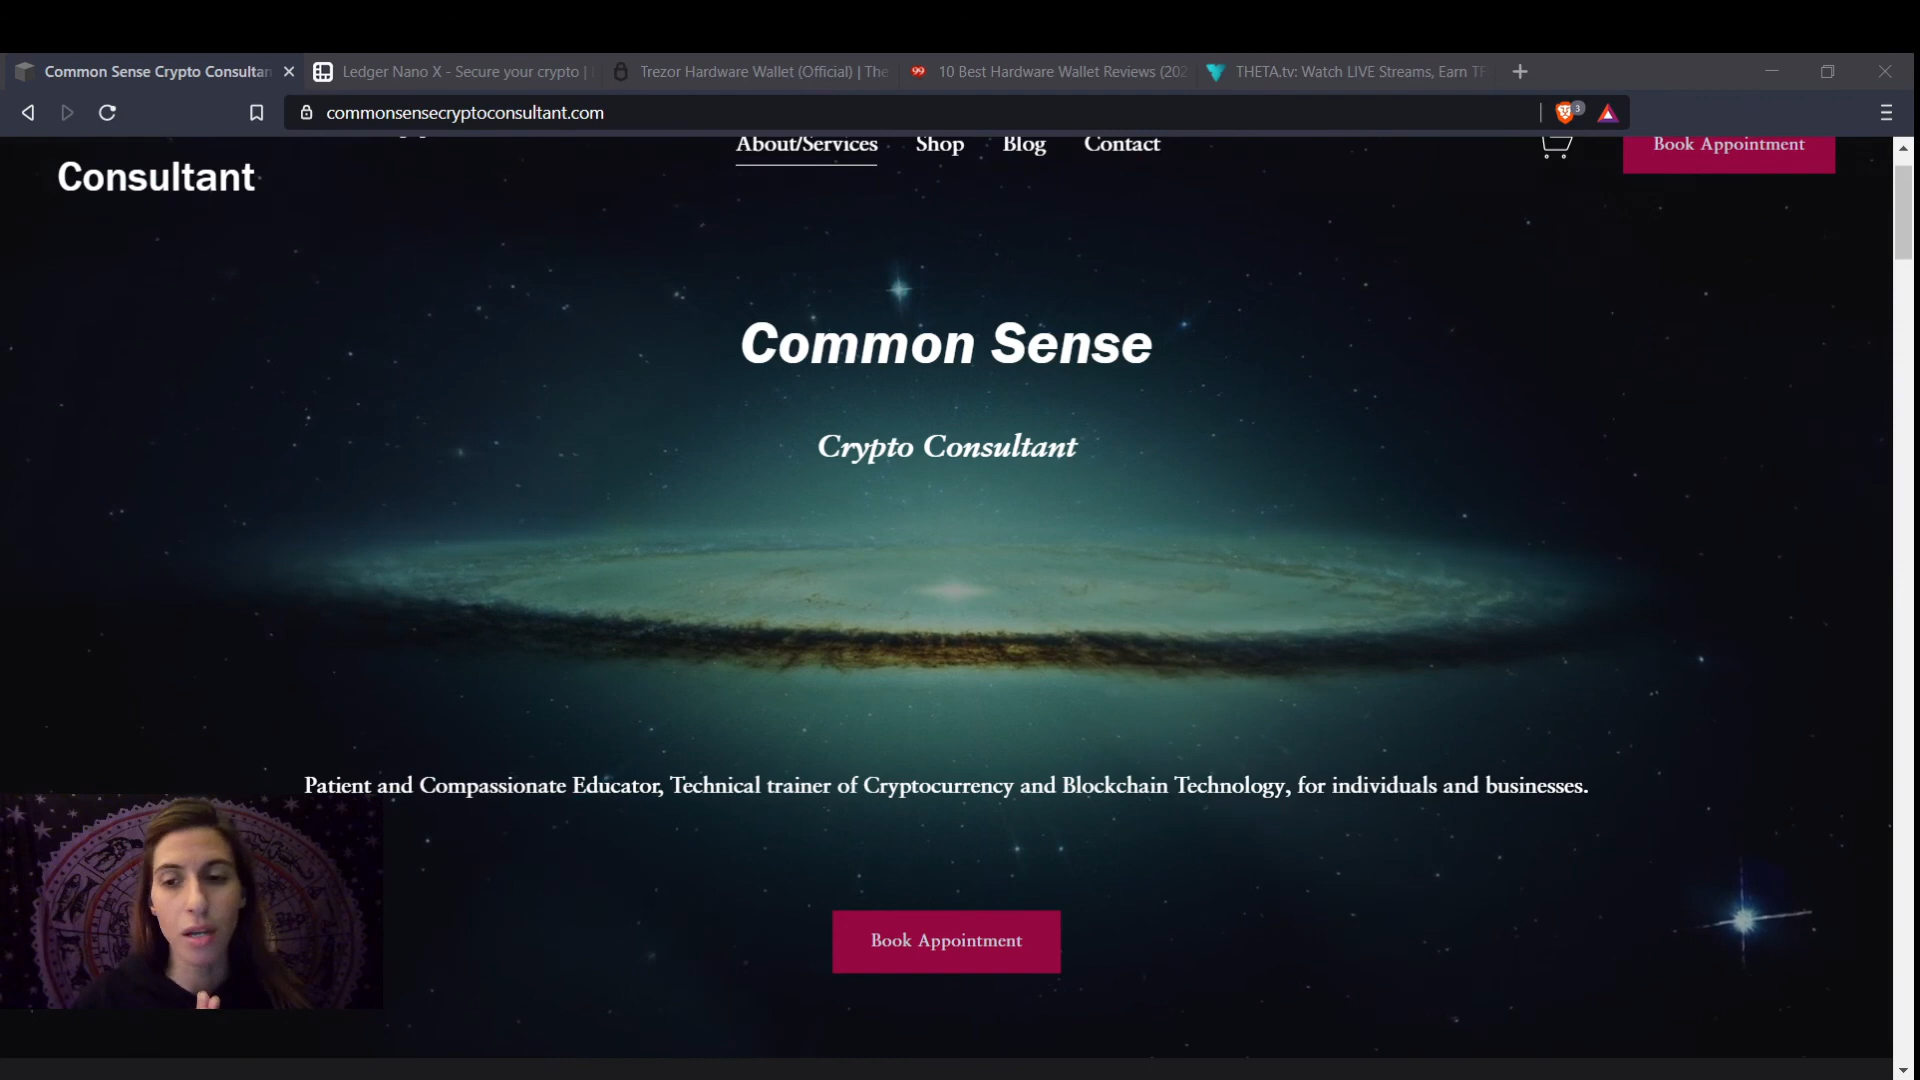 Common Sense Crypto Consultan
Ledger Nano X - Secure your crypto |
Trezor Hardware Wallet (Official) | The
99
10 Best Hardware Wallet Reviews (202
THETA.tv: Watch LIVE Streams, Earn TF
commonsensecryptoconsultant.com
3
Consultant
About/Services
Shop
Blog
Contact
Book Appointment
Common Sense
Crypto Consultant
Patient and Compassionate Educator, Technical trainer of Cryptocurrency and Blockchain Technology, for individuals and businesses.
Book Appointment